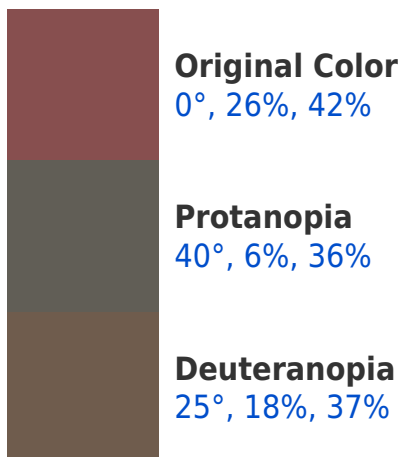 Original Color
0°, 26%, 42%
Protanopia
40°, 6%, 36%
Deuteranopia
25°, 18%, 37%